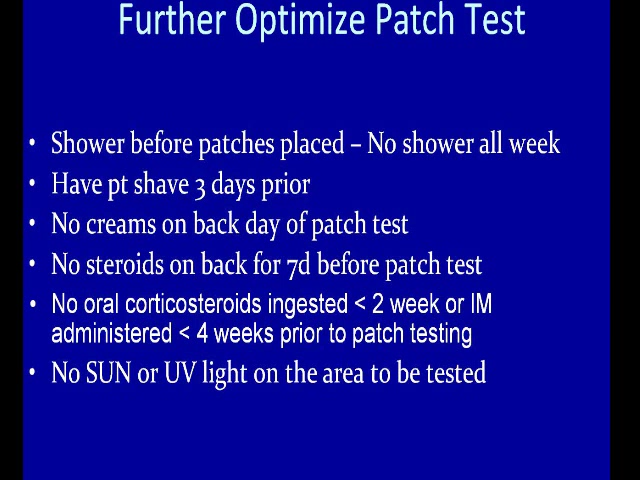 Further Optimize Patch Test
• Shower before patches placed – No shower all week
• Have pt shave 3 days prior
• No creams on back day of patch test
• No steroids on back for 7d before patch test
• No oral corticosteroids ingested < 2 week or IM
administered < 4 weeks prior to patch testing
• No SUN or UV light on the area to be tested